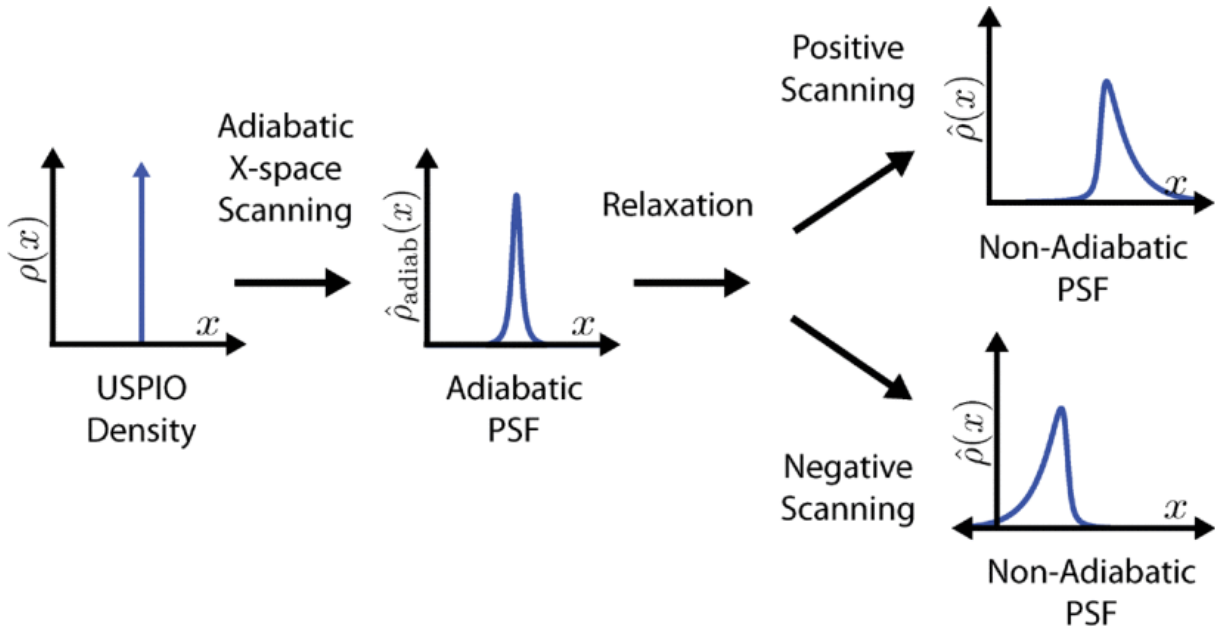 ρ(x)
x
USPIO
Density
Adiabatic
X-space
Scanning
ρ̂adiab(x)
x
Adiabatic
PSF
Relaxation
Positive
Scanning
ρ̂(x)
x
Non-Adiabatic
PSF
Negative
Scanning
ρ̂(x)
x
Non-Adiabatic
PSF